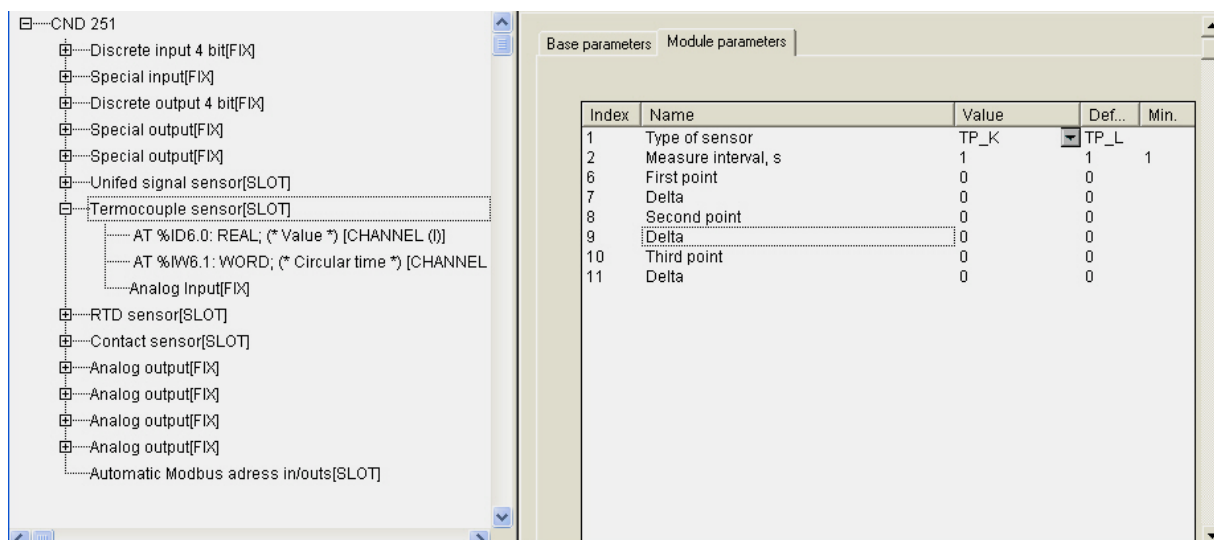 CND 251
Discrete input 4 bit[FIX]
Special input[FIX]
Discrete output 4 bit[FIX]
Special output[FIX]
Special output[FIX]
Unifed signal sensor[SLOT]
Termocouple sensor[SLOT]
AT %ID6.0: REAL; (* Value *) [CHANNEL (I)]
AT %IW6.1: WORD; (* Circular time *) [CHANNEL
Analog Input[FIX]
RTD sensor[SLOT]
Contact sensor[SLOT]
Analog output[FIX]
Analog output[FIX]
Analog output[FIX]
Analog output[FIX]
Automatic Modbus adress in/outs[SLOT]
Base parameters Module parameters
Index Name Value Def... Min.
1 Type of sensor TP_K TP_L
2 Measure interval, s 1 1 1
6 First point 0 0
7 Delta 0 0
8 Second point 0 0
9 Delta 0 0
10 Third point 0 0
11 Delta 0 0